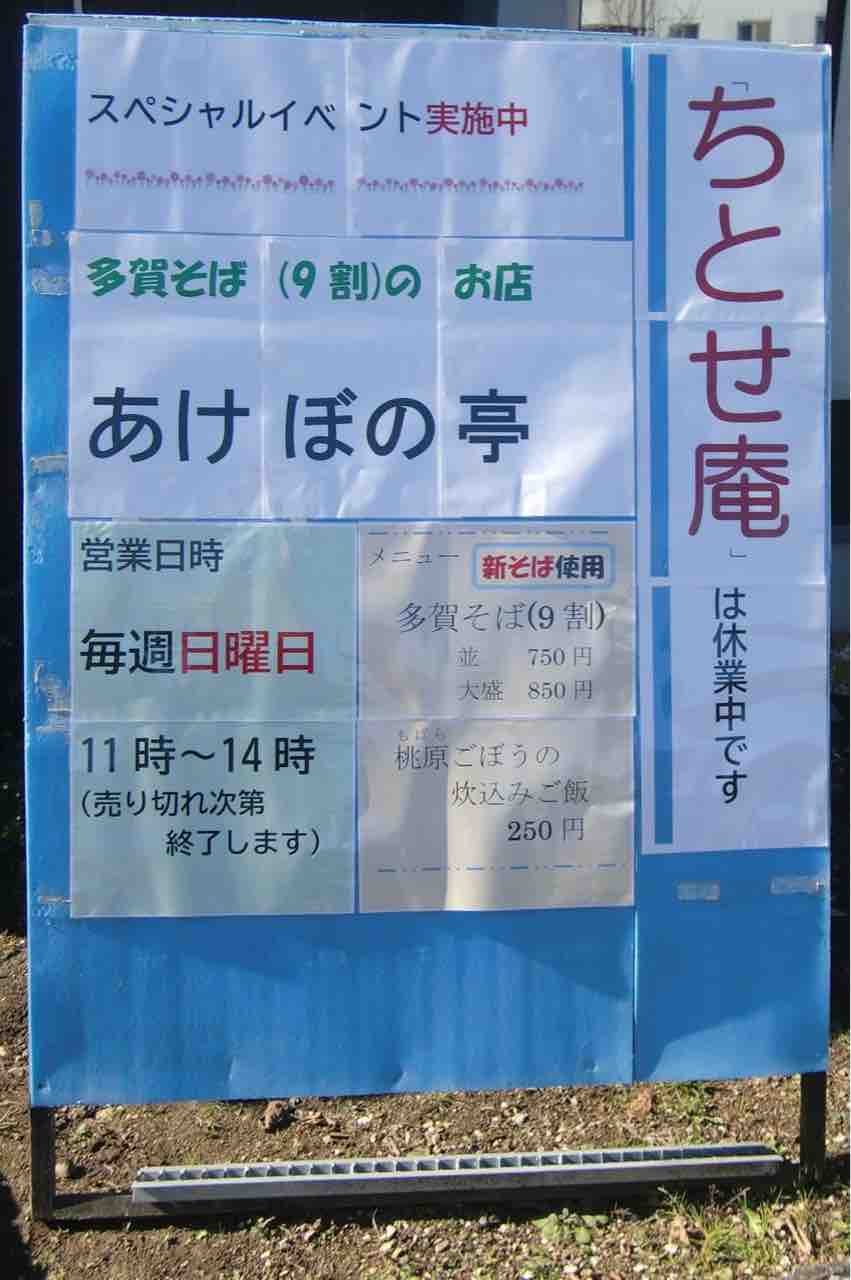 スペシャルイベント実施中
多賀そば (9割)の お店
あけぼの亭
営業日時
毎週日曜日
11時～14時
(売り切れ次第
終了します)
メニュー 新そば使用
多賀そば(9割)
並 750円
大盛 850円
もばら
桃原ごぼうの
炊込みご飯
250円
「ちとせ庵」は休業中です